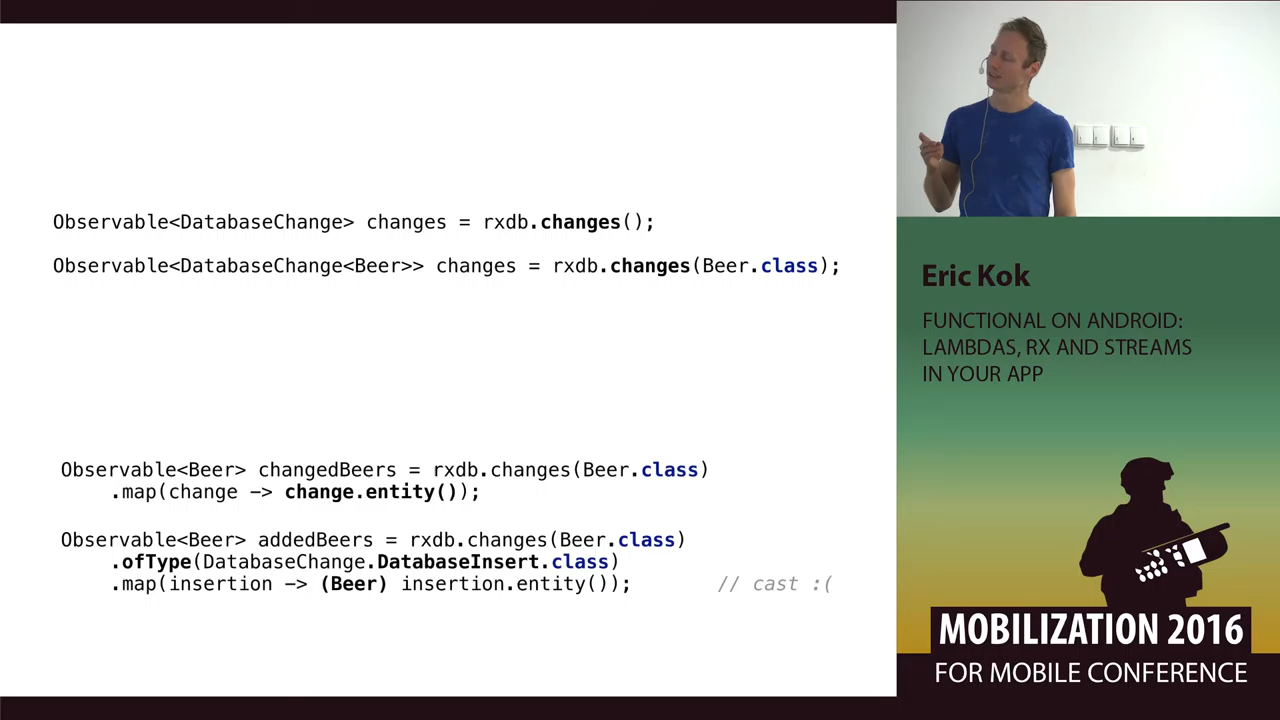 Observable<DatabaseChange> changes = rxdb.changes();
Observable<DatabaseChange<Beer>> changes = rxdb.changes(Beer.class);
Observable<Beer> changedBeers = rxdb.changes(Beer.class)
.map(change -> change.entity());
Observable<Beer> addedBeers = rxdb.changes(Beer.class)
.ofType(DatabaseChange.DatabaseInsert.class)
.map(insertion -> (Beer) insertion.entity()); // cast :(
Eric Kok
FUNCTIONAL ON ANDROID:
LAMBDAS, RX AND STREAMS
IN YOUR APP
MOBILIZATION 2016
FOR MOBILE CONFERENCE